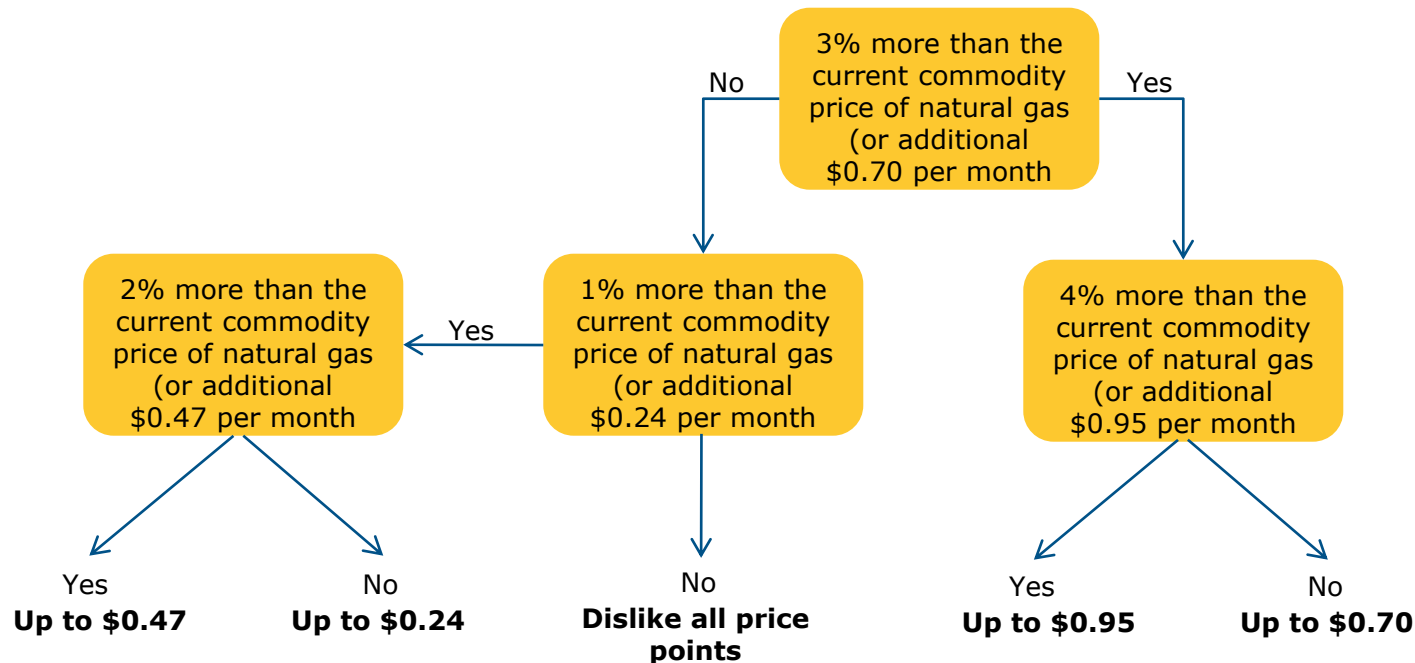 3% more than the
current commodity
price of natural gas
(or additional
$0.70 per month
No
Yes
2% more than the
current commodity
price of natural gas
(or additional
$0.47 per month
Yes
1% more than the
current commodity
price of natural gas
(or additional
$0.24 per month
4% more than the
current commodity
price of natural gas
(or additional
$0.95 per month
Yes
Up to $0.47
No
Up to $0.24
No
Dislike all price
points
Yes
Up to $0.95
No
Up to $0.70